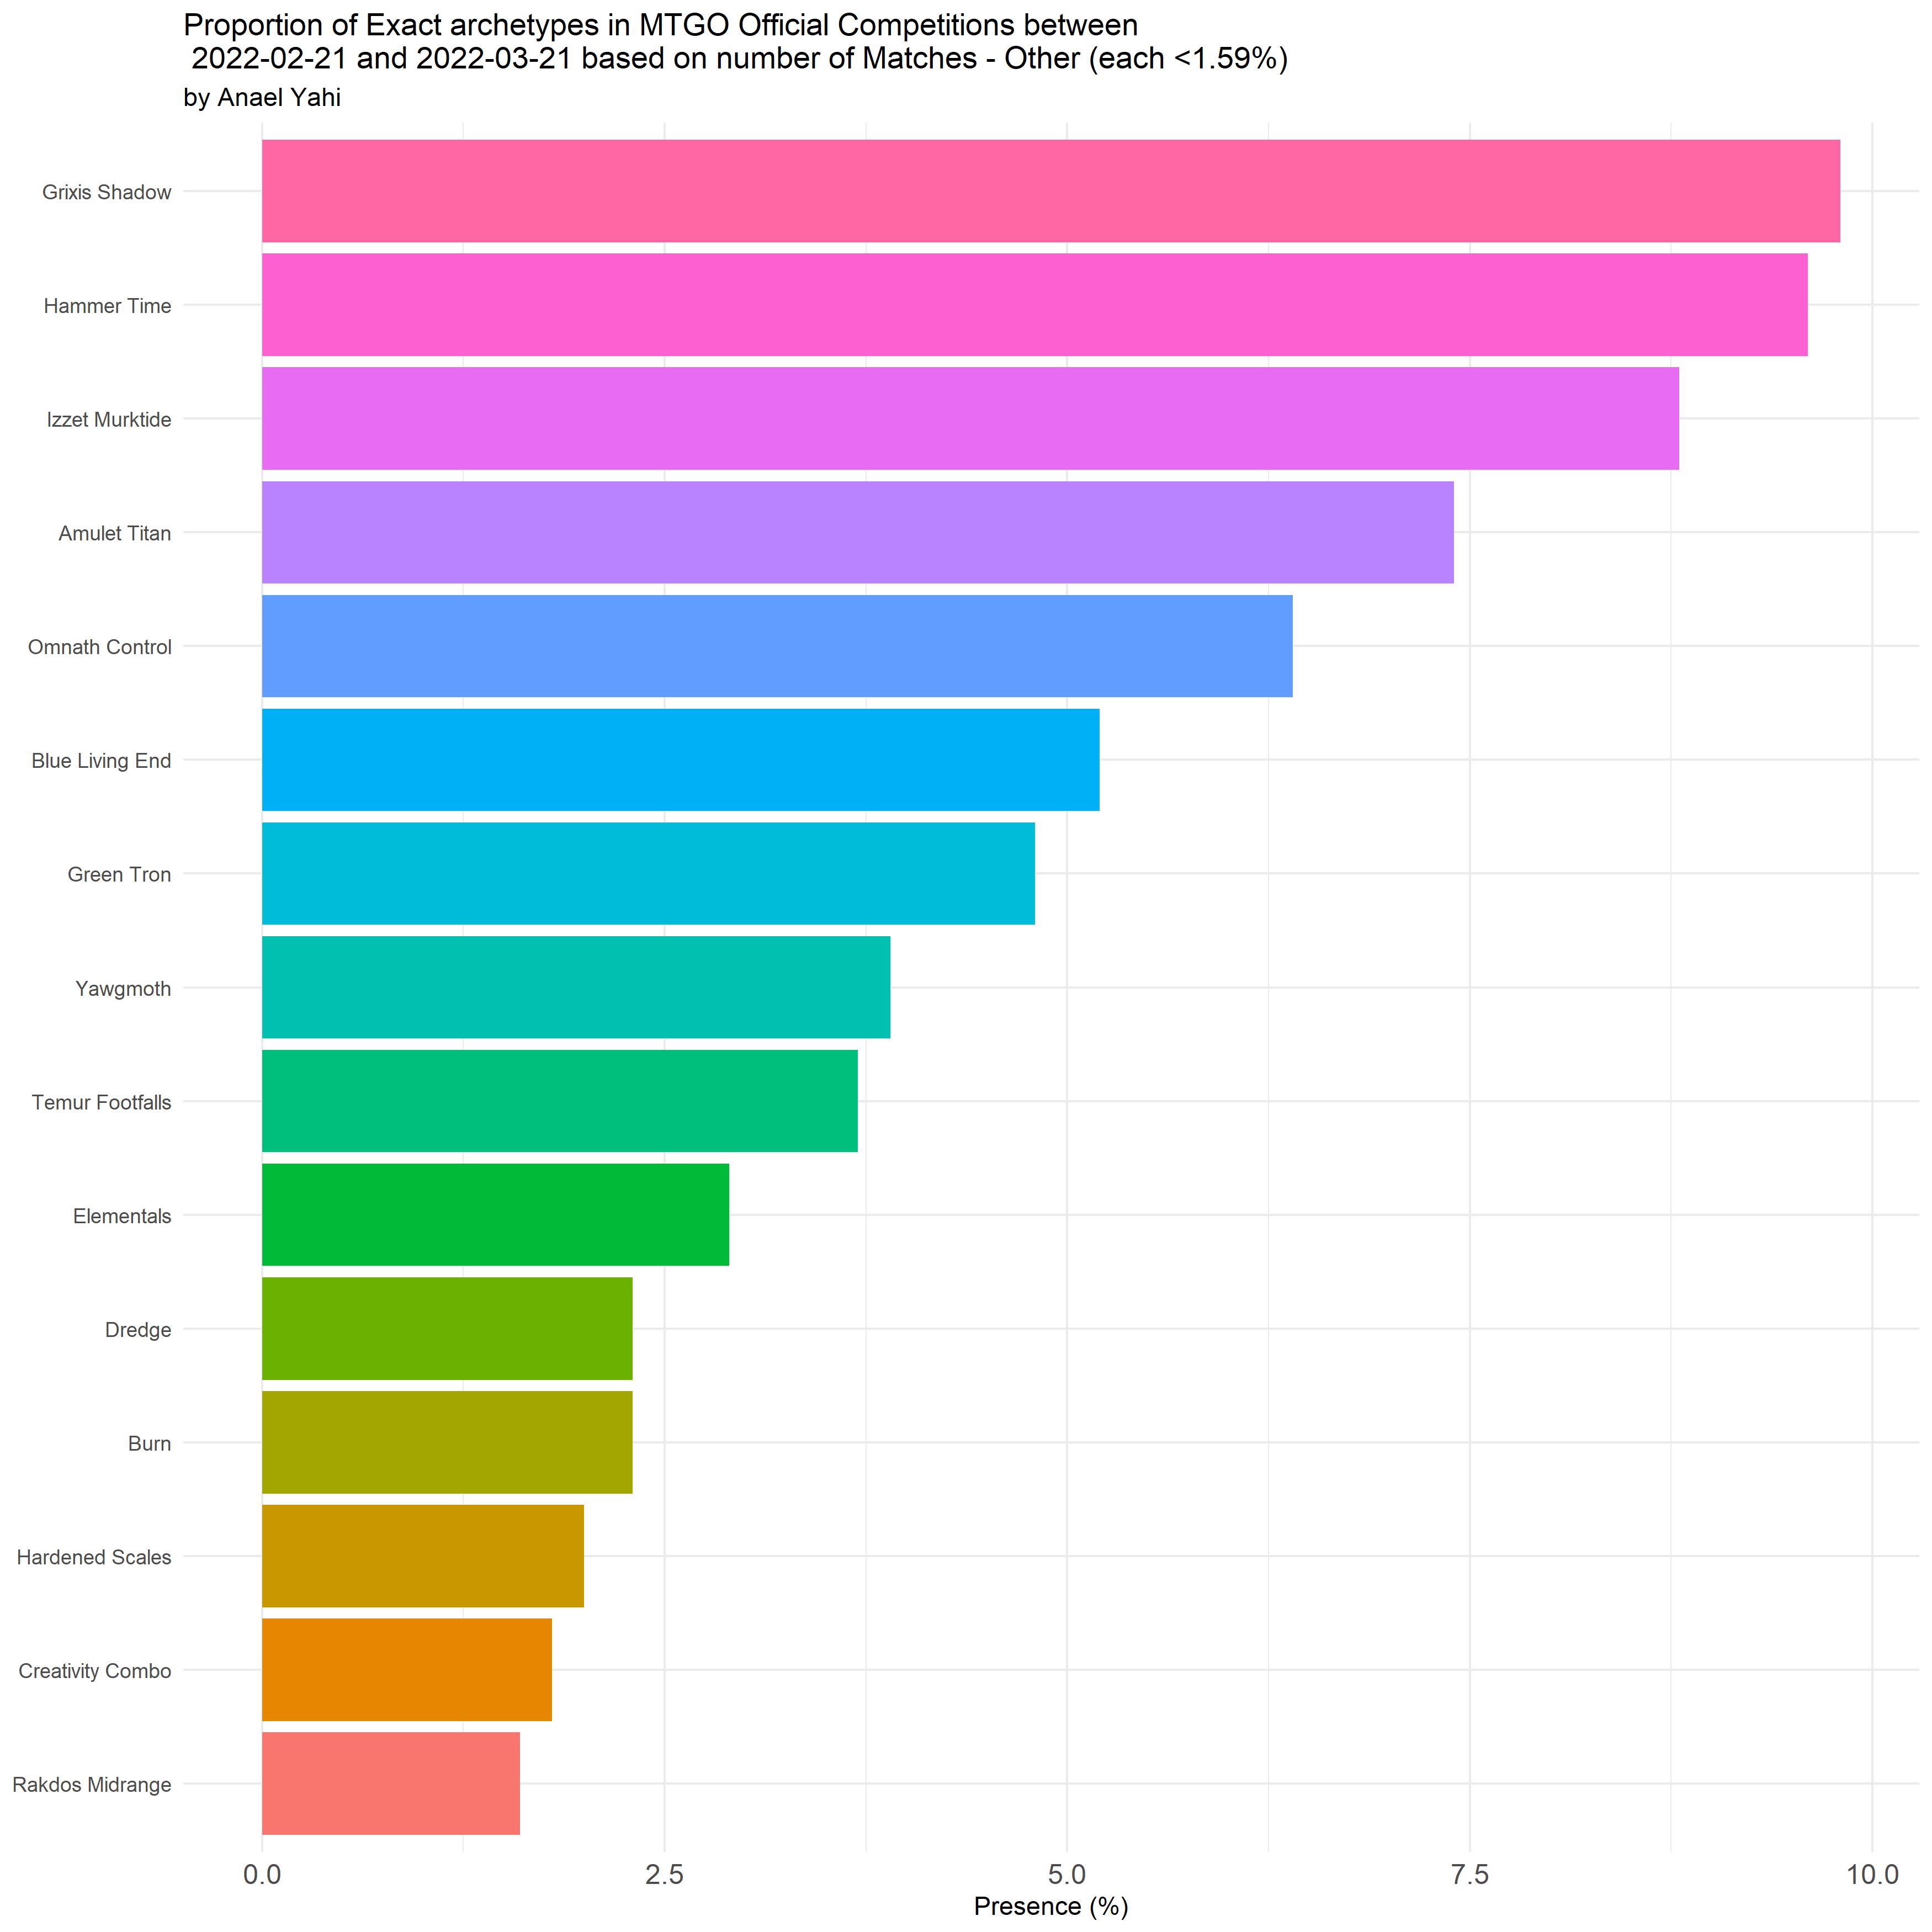 Proportion of Exact archetypes in MTGO Official Competitions between
2022-02-21 and 2022-03-21 based on number of Matches - Other (each <1.59%)
by Anael Yahi
Grixis Shadow
Hammer Time
Izzet Murktide
Amulet Titan
Omnath Control
Blue Living End
Green Tron
Yawgmoth
Temur Footfalls
Elementals
Dredge
Burn
Hardened Scales
Creativity Combo
Rakdos Midrange
0.0 2.5 5.0 7.5 10.0
Presence (%)